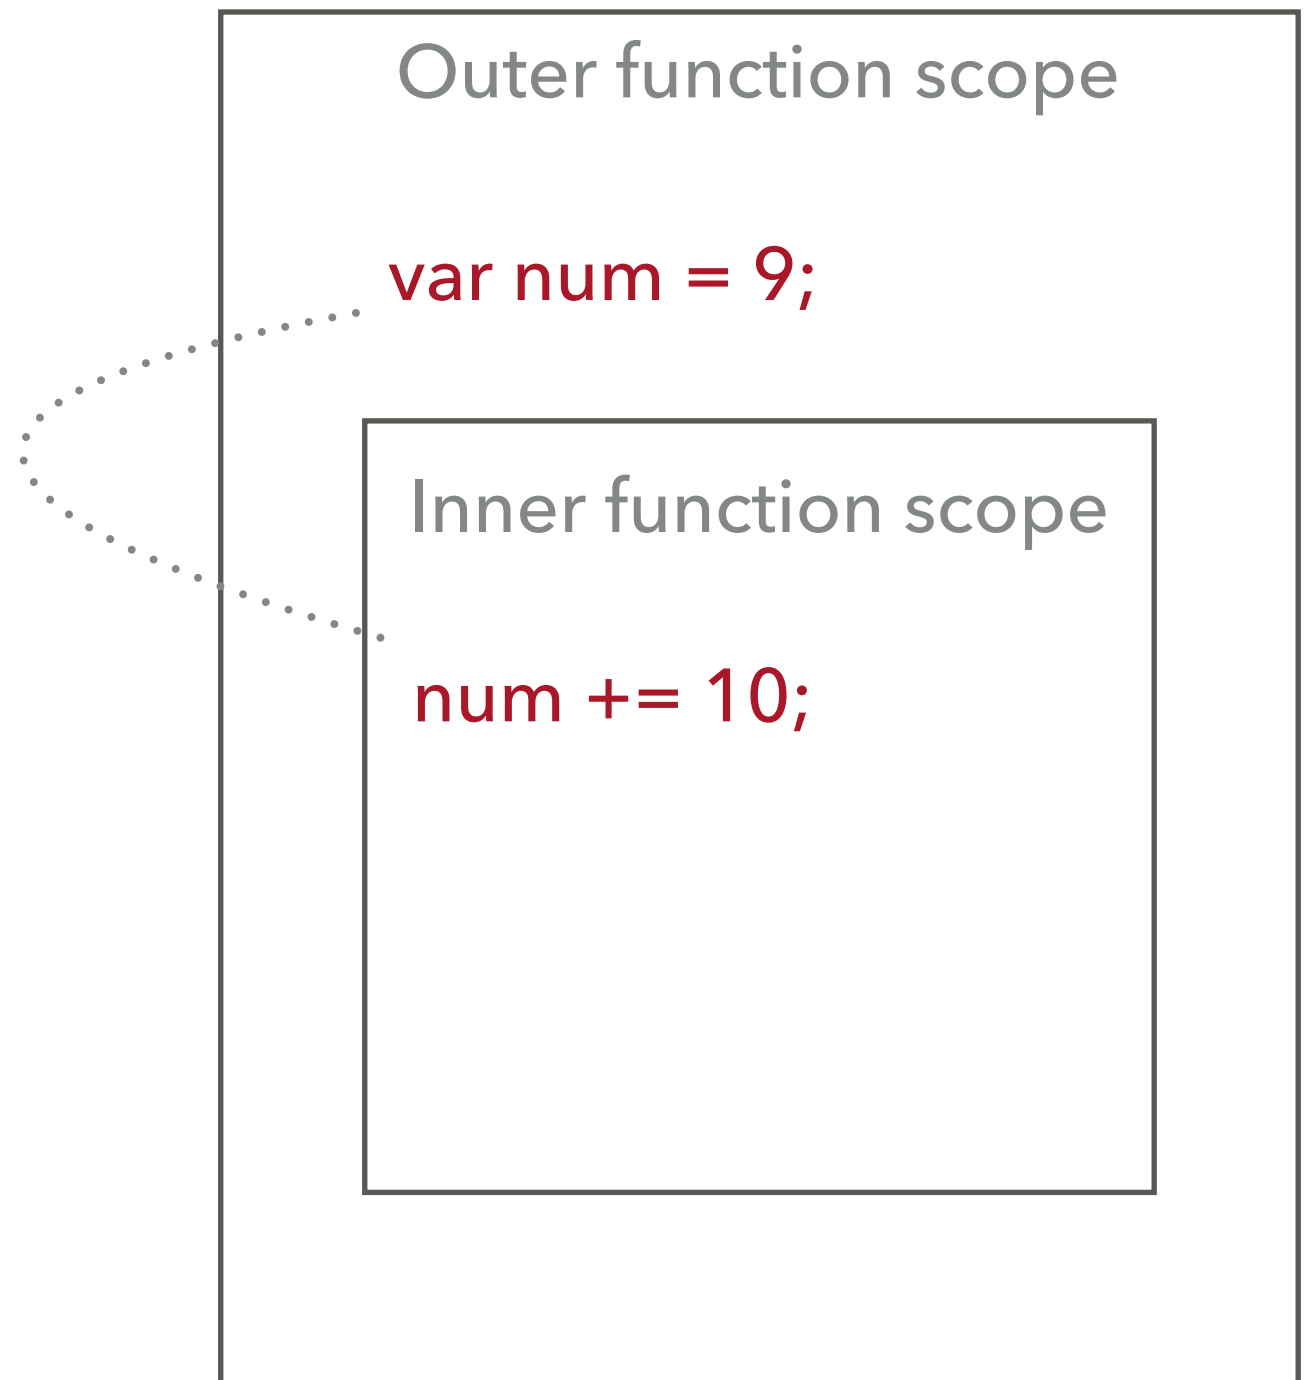 Outer function scope
var num = 9;
Inner function scope
num += 10;